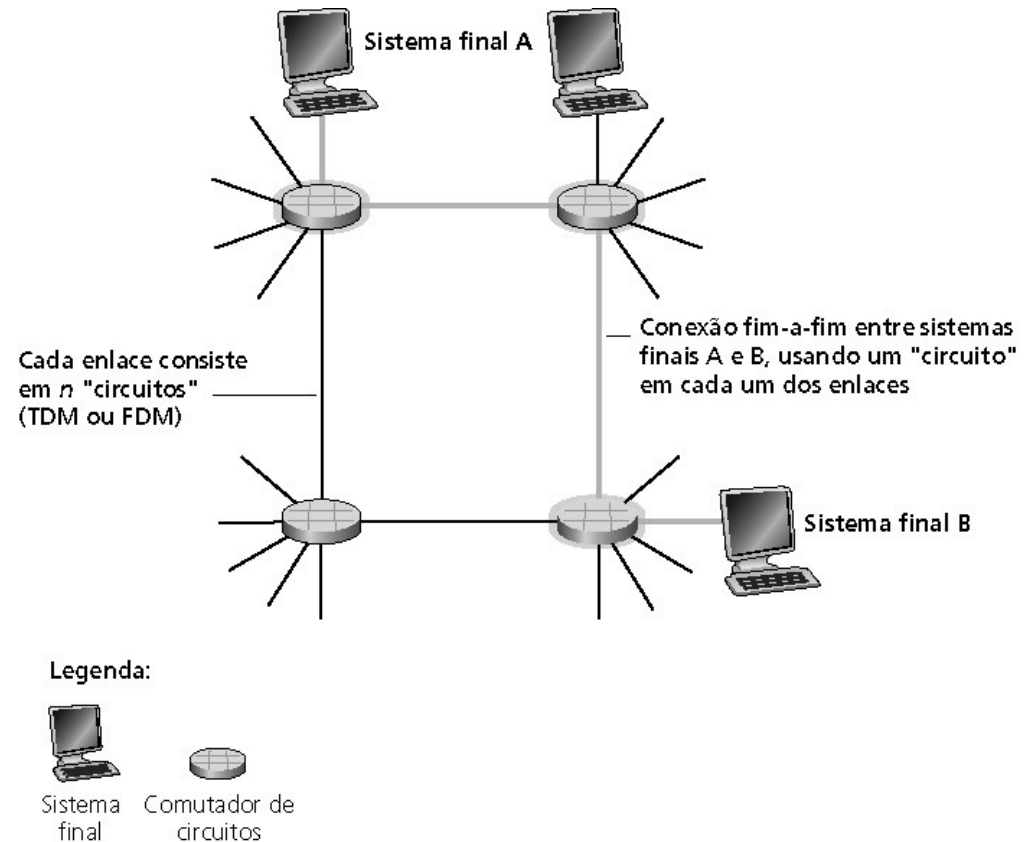 Sistema final A
Conexão fim-a-fim entre sistemas
finais A e B, usando um "circuito"
em cada um dos enlaces
Cada enlace consiste
em n "circuitos"
(TDM ou FDM)
Sistema final B
Legenda:
Sistema
final
Comutador de
circuitos